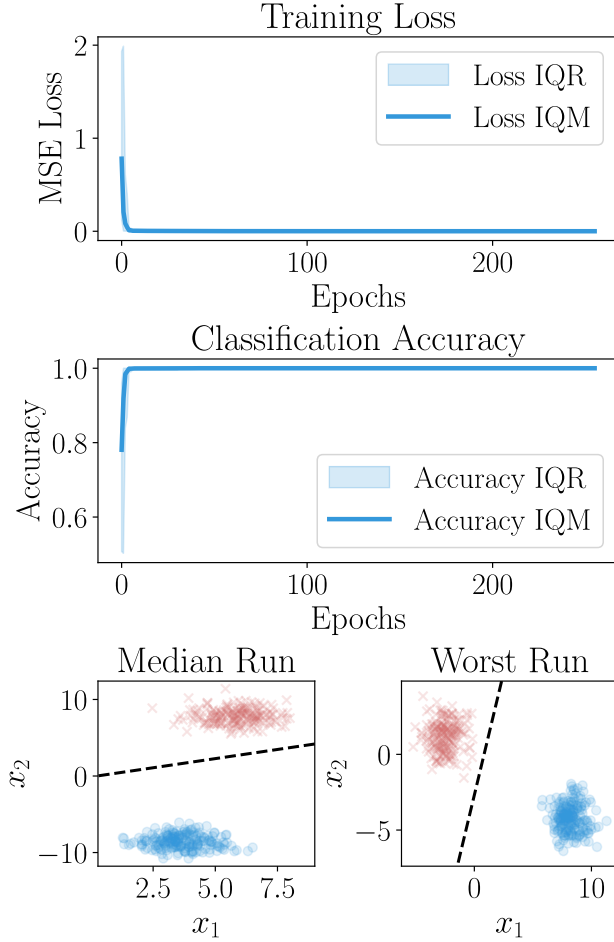 Training Loss
2
1
0
MSE Loss
Loss IQR
Loss IQM
0 100 200
Epochs
Classification Accuracy
1.0
0.8
0.6
Accuracy
Accuracy IQR
Accuracy IQM
0 100 200
Epochs
Median Run
10
0
−10
x₂
2.5 5.0 7.5
x₁
Worst Run
0
−5
x₂
0 10
x₁